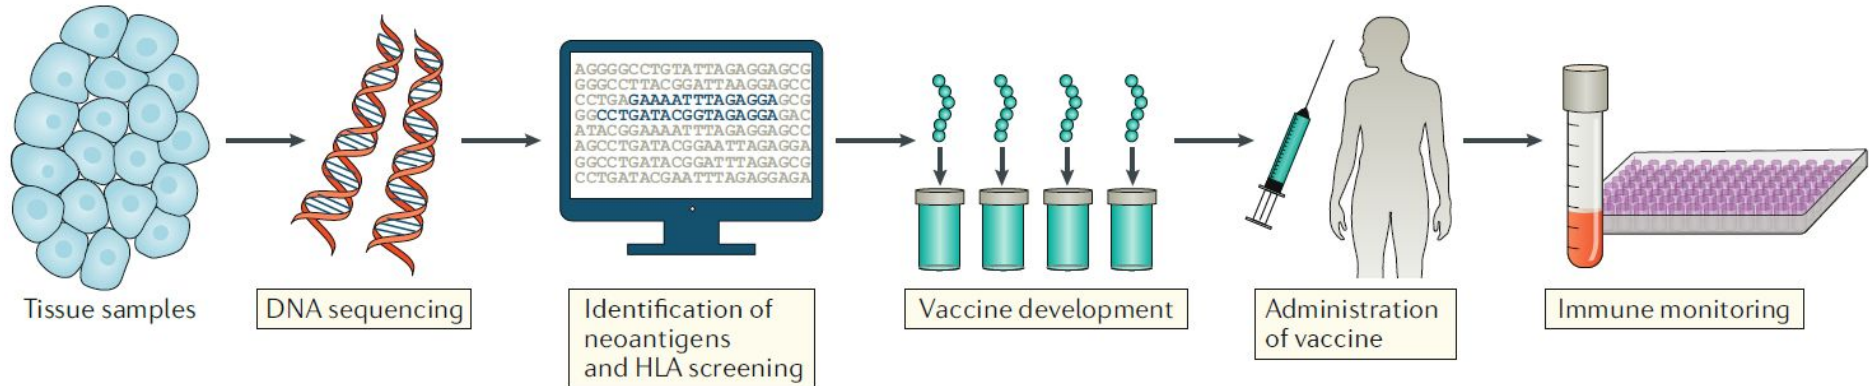 AGGGGCCTGTATTAGAGGAGCG
GGGCCTTACGGATTAAGGAGCC
CCTGAGAAAATTTAGAGGAGCG
GGCCTGATACGGTAGAGGAGAC
ATACGGAAAATTTAGAGGAGCC
AGCCTGATACGGAATTAGAGGA
GGCCTGATACGGATTTAGAGCG
CCTGATACGAATTTAGAGGAGA
Tissue samples
DNA sequencing
Identification of
neoantigens
and HLA screening
Vaccine development
Administration
of vaccine
Immune monitoring